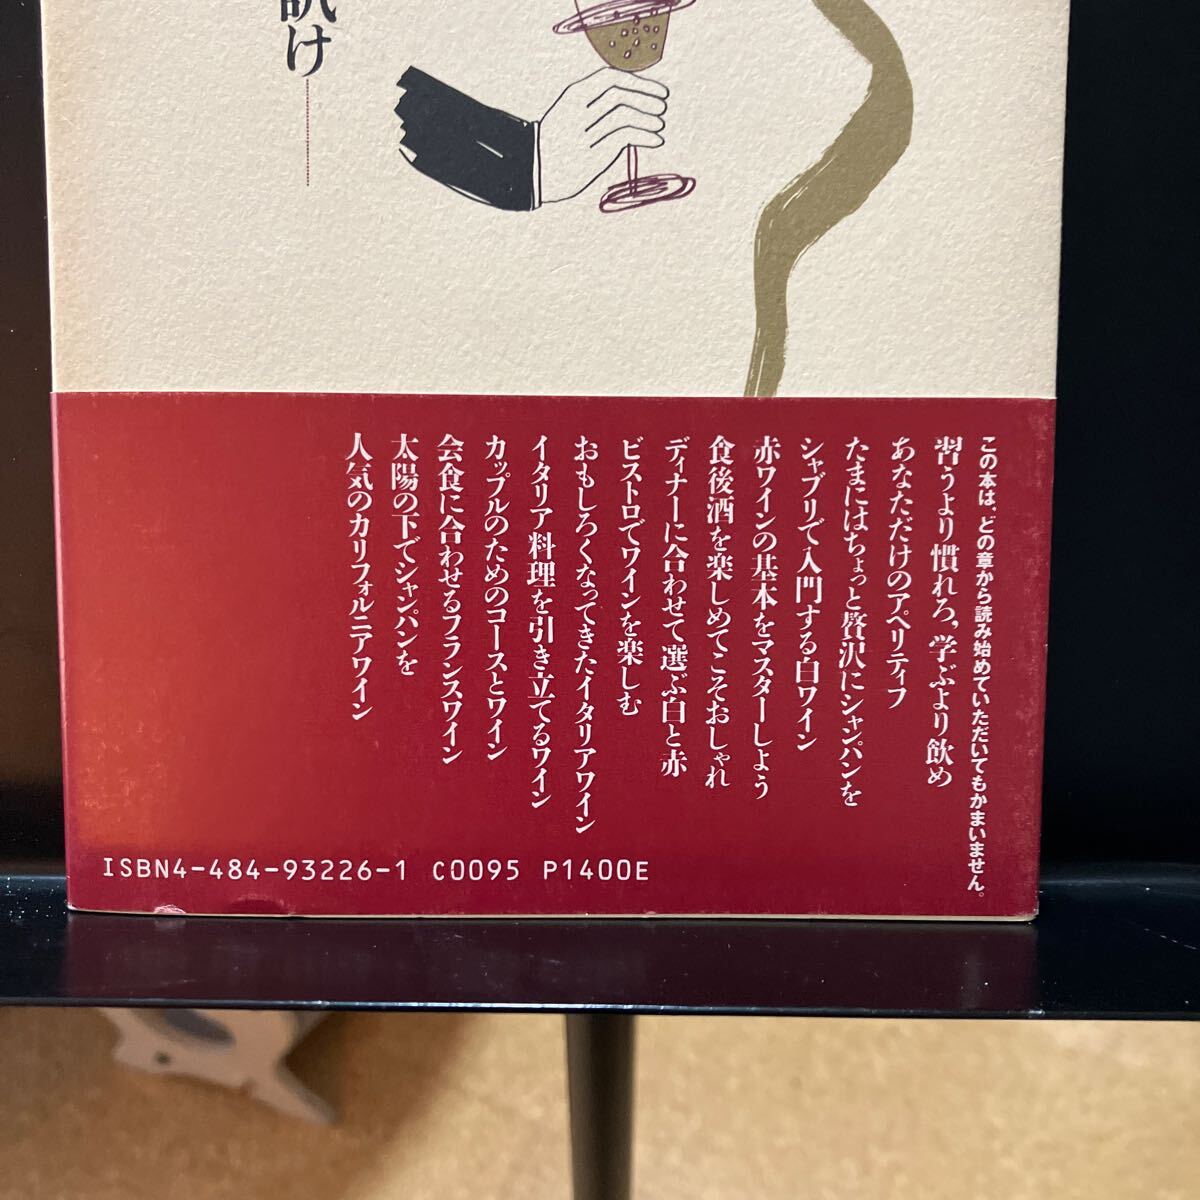 訳け
この本は、どの章から読み始めていただいてもかまいません。
習うより慣れろ、学ぶより飲め
あなただけのアペリティフ
たまにはちょっと贅沢にシャンパンを
シャブリで入門する白ワイン
赤ワインの基本をマスターしよう
食後酒を楽しめてこそおしゃれ
ディナーに合わせて選ぶ白と赤
ビストロでワインを楽しむ
おもしろくなってきたイタリアワイン
イタリア料理を引き立てるワイン
カップルのためのコースとワイン
会食に合わせるフランスワイン
太陽の下でシャンパンを
人気のカリフォルニアワイン
ISBN4-484-93226-1 C0095 P1400E